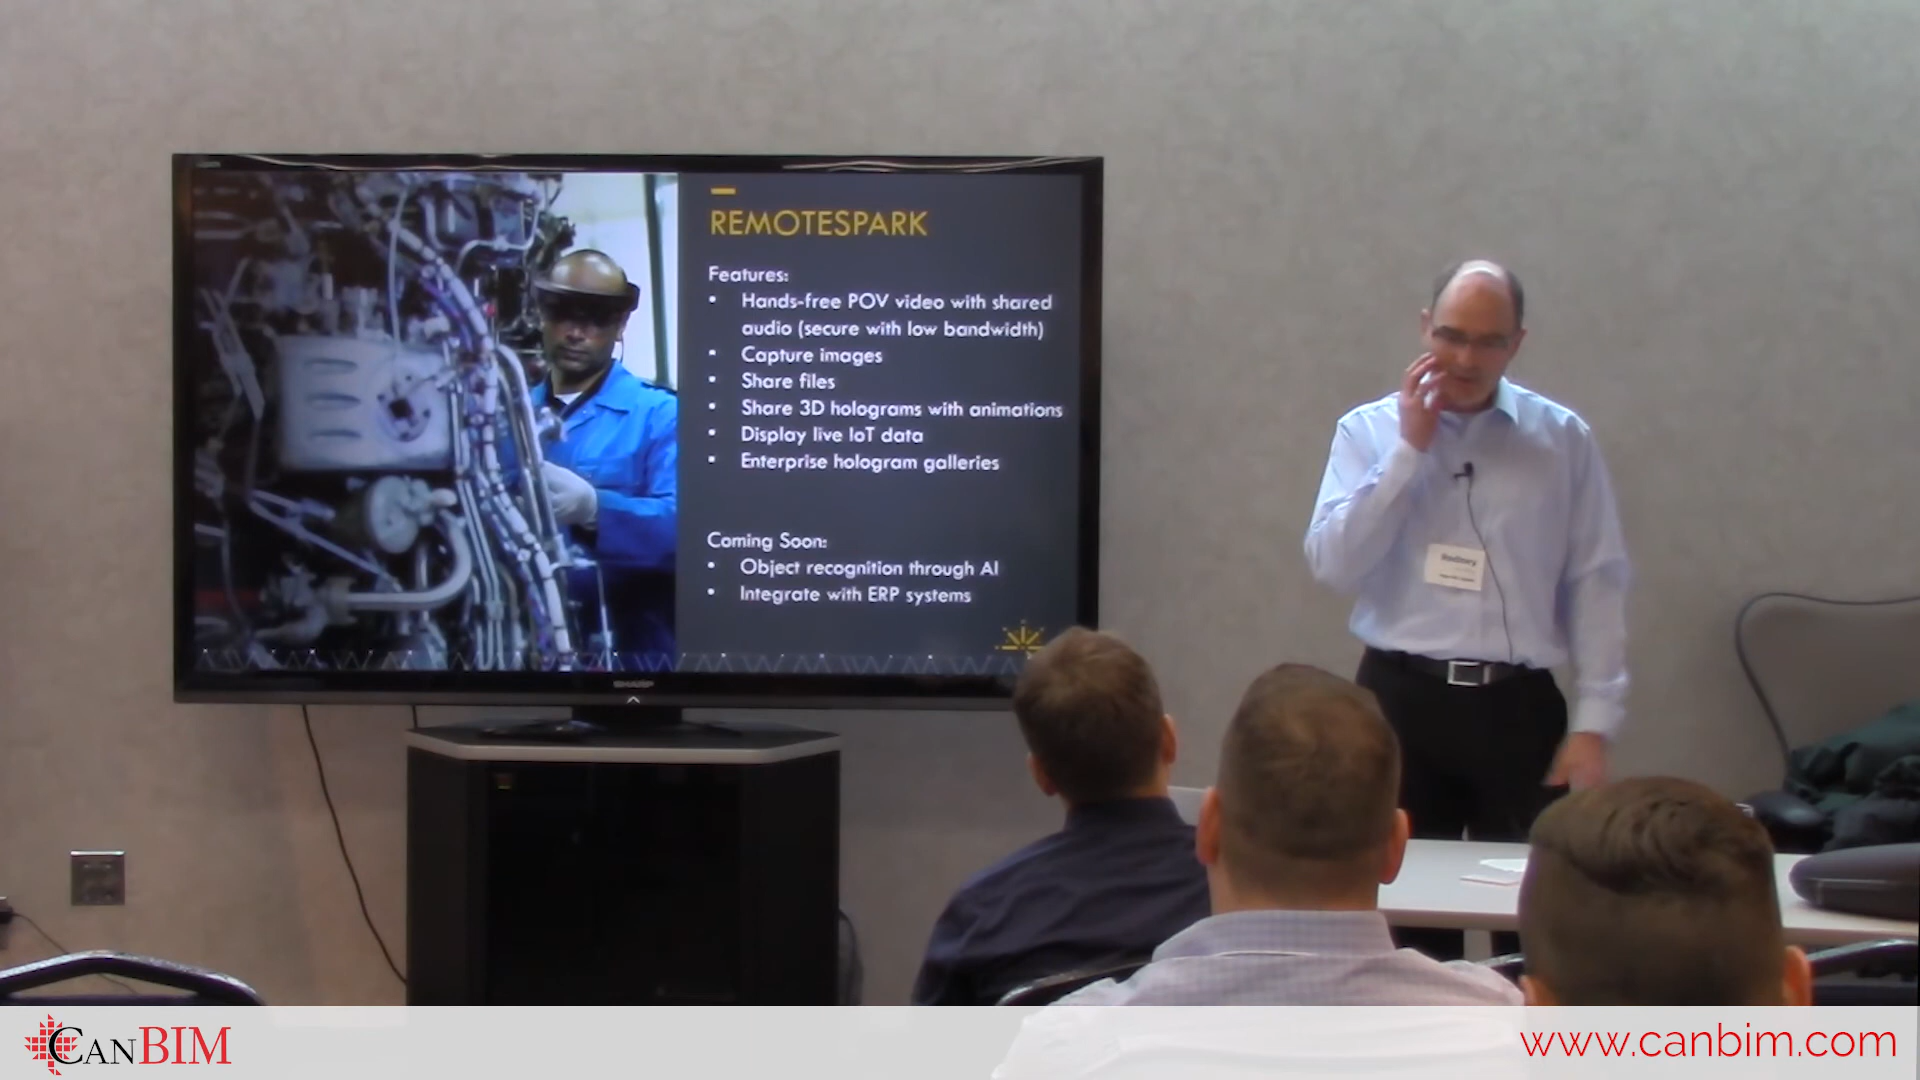 REMOTESPARK
Features:
• Hands-free POV video with shared
audio (secure with low bandwidth)
• Capture images
• Share files
• Share 3D holograms with animations
• Display live IoT data
• Enterprise hologram galleries
Coming Soon:
• Object recognition through AI
• Integrate with ERP systems
SHARP
Rodney
CANBIM
www.canbim.com